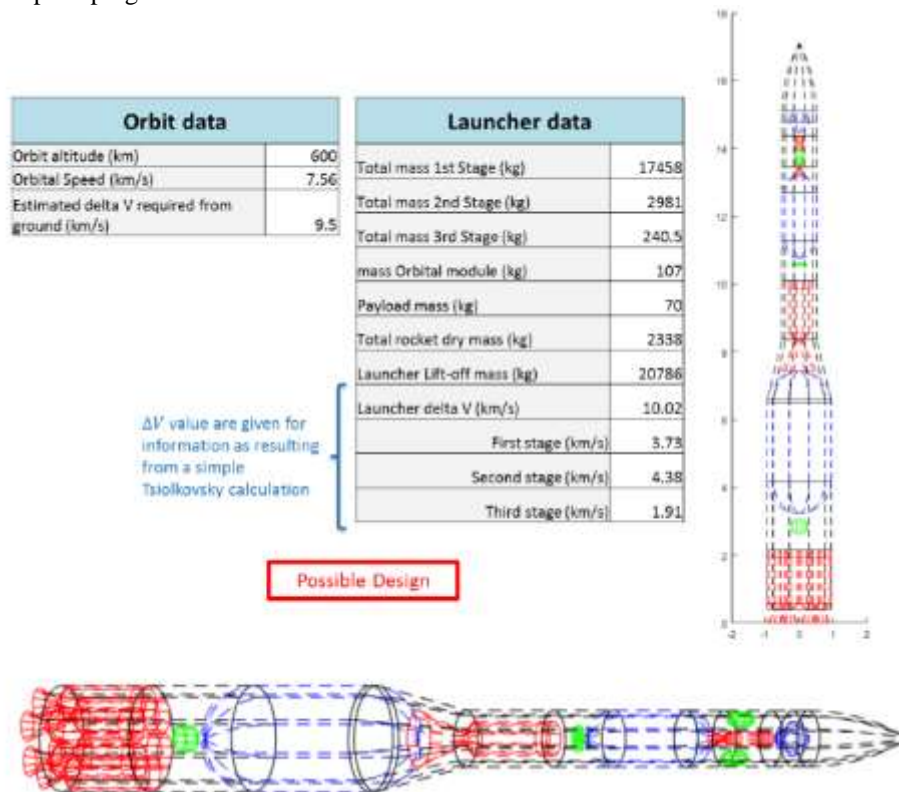 Orbit data
Orbit altitude (km) 600
Orbital Speed (km/s) 7.56
Estimated delta V required from
ground (km/s) 9.5
Launcher data
Total mass 1st Stage (kg) 17458
Total mass 2nd Stage (kg) 2981
Total mass 3rd Stage (kg) 240.5
mass Orbital module (kg) 107
Payload mass (kg) 70
Total rocket dry mass (kg) 2338
Launcher Lift-off mass (kg) 20786
Launcher delta V (km/s) 10.02
First stage (km/s) 3.73
Second stage (km/s) 4.38
Third stage (km/s) 1.91
ΔV value are given for
information as resulting
from a simple
Tsiolkovsky calculation
Possible Design
18
16
14
12
10
8
6
4
2
0
-2 -1 0 1 2